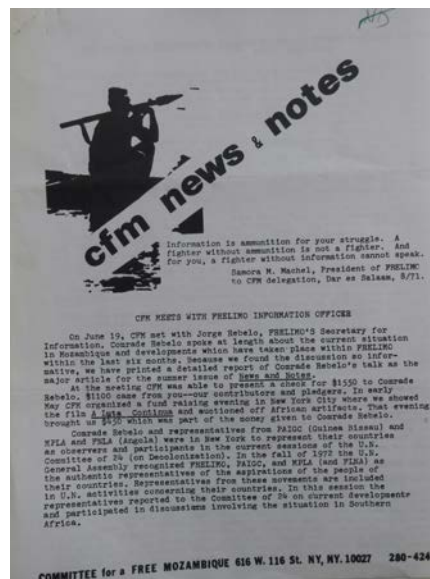 cfm news & notes
Information is ammunition for your struggle. A
fighter without ammunition is not a fighter. And
for you, a fighter without information cannot speak.
Samora M. Machel, President of FRELIMO
to CFM delegation, Dar es Salaam, 8/71.
CFM MEETS WITH FRELIMO INFORMATION OFFICER
On June 19, CFM met with Jorge Rebelo, FRELIMO'S Secretary for
Information. Comrade Rebelo spoke at length about the current situation
in Mozambique and developments which have taken place within FRELIMO
within the last six months. Because we found the discussion so infor-
mative, we have printed a detailed report of Comrade Rebelo's talk as the
major article for the summer issue of News and Notes.
At the meeting CFM was able to present a check for $1550 to Comrade
Rebelo. $1100 came from you--our contributors and pledgers. In early
May CFM organized a fund raising evening in New York City where we showed
the film A Luta Continua and auctioned off African artifacts. That evening
brought us $450 which was part of the money given to Comrade Rebelo.
Comrade Rebelo and representatives from PAIGC (Guinea Bissau) and
MPLA and FNLA (Angola) were in New York to represent their countries
as observers and participants in the current sessions of the U.N.
Committee of 24 (on Decolonization). In the fall of 1972 the U.N.
General Assembly recognized FRELIMO, PAIGC, and MPLA (and FLNA) as
the authentic representatives of the aspirations of the people of
their countries. Representatives from these movements are included
in U.N. activities concerning their countries. In this session the
representatives reported to the Committee of 24 on current developments
and participated in discussions involving the situation in Southern
Africa.
COMMITTEE for a FREE MOZAMBIQUE 616 W. 116 St. NY, NY. 10027 280-424